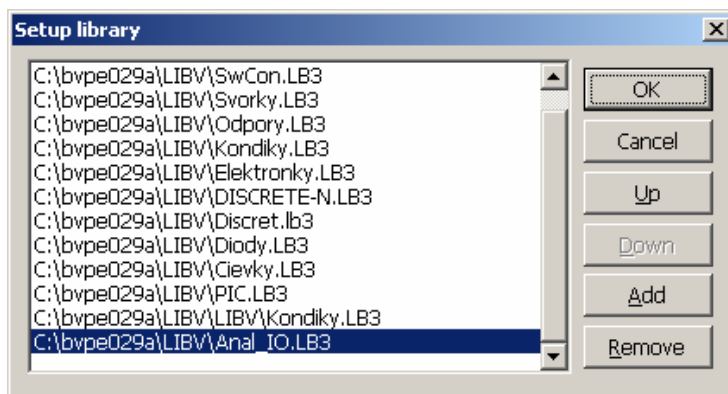 Setup library
C:\bvpe029a\LIBV\SwCon.LB3
C:\bvpe029a\LIBV\Svorky.LB3
C:\bvpe029a\LIBV\Odpory.LB3
C:\bvpe029a\LIBV\Kondiky.LB3
C:\bvpe029a\LIBV\Elektronky.LB3
C:\bvpe029a\LIBV\DISCRETE-N.LB3
C:\bvpe029a\LIBV\Discret.lb3
C:\bvpe029a\LIBV\Diody.LB3
C:\bvpe029a\LIBV\Cievky.LB3
C:\bvpe029a\LIBV\PIC.LB3
C:\bvpe029a\LIBV\LIBV\Kondiky.LB3
C:\bvpe029a\LIBV\Anal_IO.LB3
OK
Cancel
Up
Down
Add
Remove